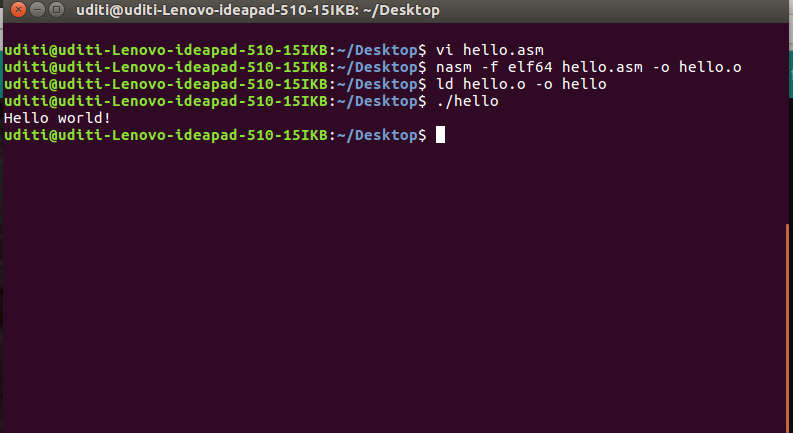 uditi@uditi-Lenovo-ideapad-510-15IKB: ~/Desktop
uditi@uditi-Lenovo-ideapad-510-15IKB:~/Desktop$ vi hello.asm
uditi@uditi-Lenovo-ideapad-510-15IKB:~/Desktop$ nasm -f elf64 hello.asm -o hello.o
uditi@uditi-Lenovo-ideapad-510-15IKB:~/Desktop$ ld hello.o -o hello
uditi@uditi-Lenovo-ideapad-510-15IKB:~/Desktop$ ./hello
Hello world!
uditi@uditi-Lenovo-ideapad-510-15IKB:~/Desktop$